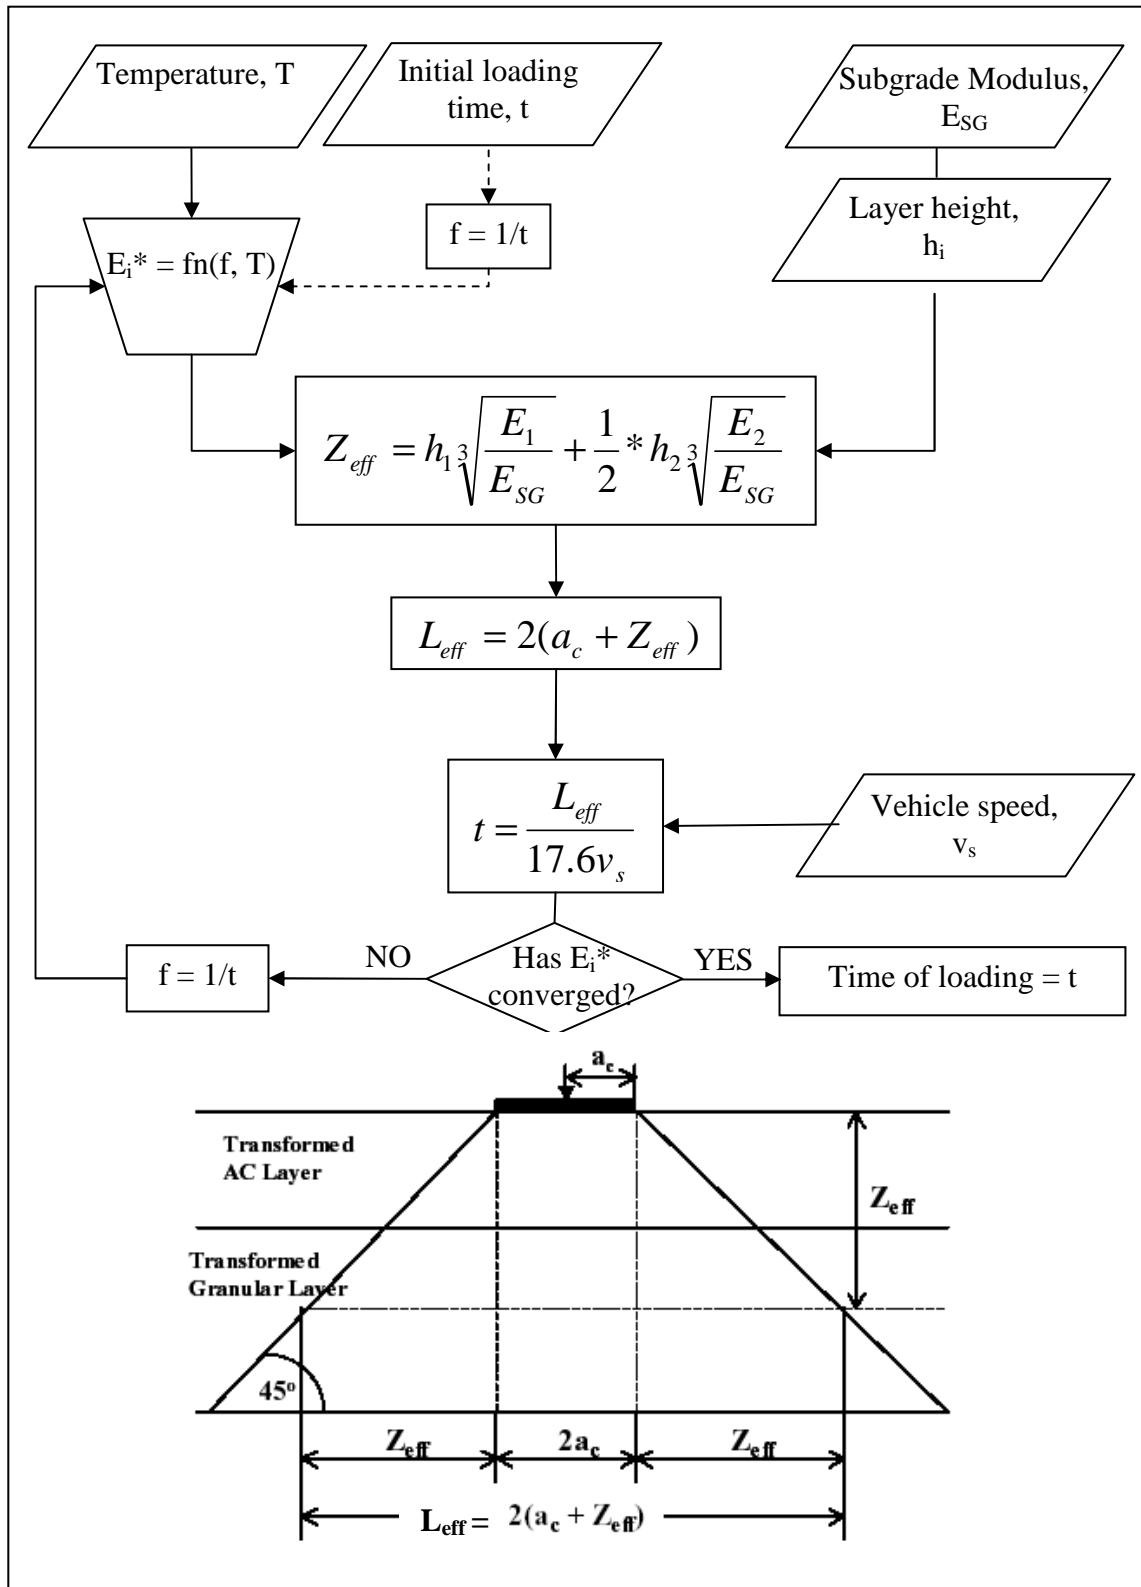 Temperature, T
Initial loading
time, t
Subgrade Modulus,
E_SG
f = 1/t
Layer height,
h_i
E_i* = fn(f, T)
Z_eff = h_1 ∛(E_1/E_SG) + 1/2 * h_2 ∛(E_2/E_SG)
L_eff = 2(a_c + Z_eff)
t = L_eff/17.6v_s
Vehicle speed,
v_s
NO
f = 1/t
Has E_i*
converged?
YES
Time of loading = t
a_c
Transformed
AC Layer
Z_eff
Transformed
Granular Layer
45°
Z_eff
2a_c
Z_eff
L_eff = 2(a_c + Z_eff)